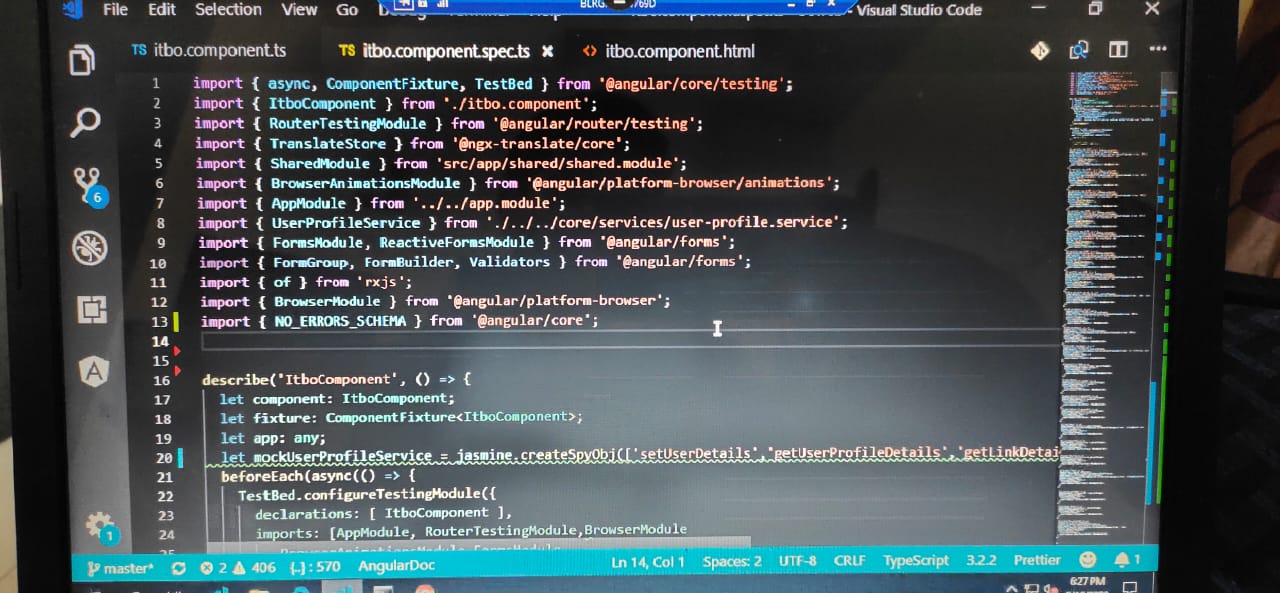 File Edit Selection View Go
Visual Studio Code
TS itbo.component.ts TS itbo.component.spec.ts × <> itbo.component.html
1 import { async, ComponentFixture, TestBed } from '@angular/core/testing';
2 import { ItboComponent } from './itbo.component';
3 import { RouterTestingModule } from '@angular/router/testing';
4 import { TranslateStore } from '@ngx-translate/core';
5 import { SharedModule } from 'src/app/shared/shared.module';
6 import { BrowserAnimationsModule } from '@angular/platform-browser/animations';
7 import { AppModule } from '../../app.module';
8 import { UserProfileService } from './../../core/services/user-profile.service';
9 import { FormsModule, ReactiveFormsModule } from '@angular/forms';
10 import { FormGroup, FormBuilder, Validators } from '@angular/forms';
11 import { of } from 'rxjs';
12 import { BrowserModule } from '@angular/platform-browser';
13 import { NO_ERRORS_SCHEMA } from '@angular/core';
14
15
16 describe('ItboComponent', () => {
17 let component: ItboComponent;
18 let fixture: ComponentFixture<ItboComponent>;
19 let app: any;
20 let mockUserProfileService = jasmine.createSpyObj(['setUserDetails','getUserProfileDetails','getLinkDetai
21 beforeEach(async(() => {
22 TestBed.configureTestingModule({
23 declarations: [ ItboComponent ],
24 imports: [AppModule, RouterTestingModule,BrowserModule
6
1
master* 2 406 {..}: 570 AngularDoc Ln 14, Col 1 Spaces: 2 UTF-8 CRLF TypeScript 3.2.2 Prettier 1
6:27 PM